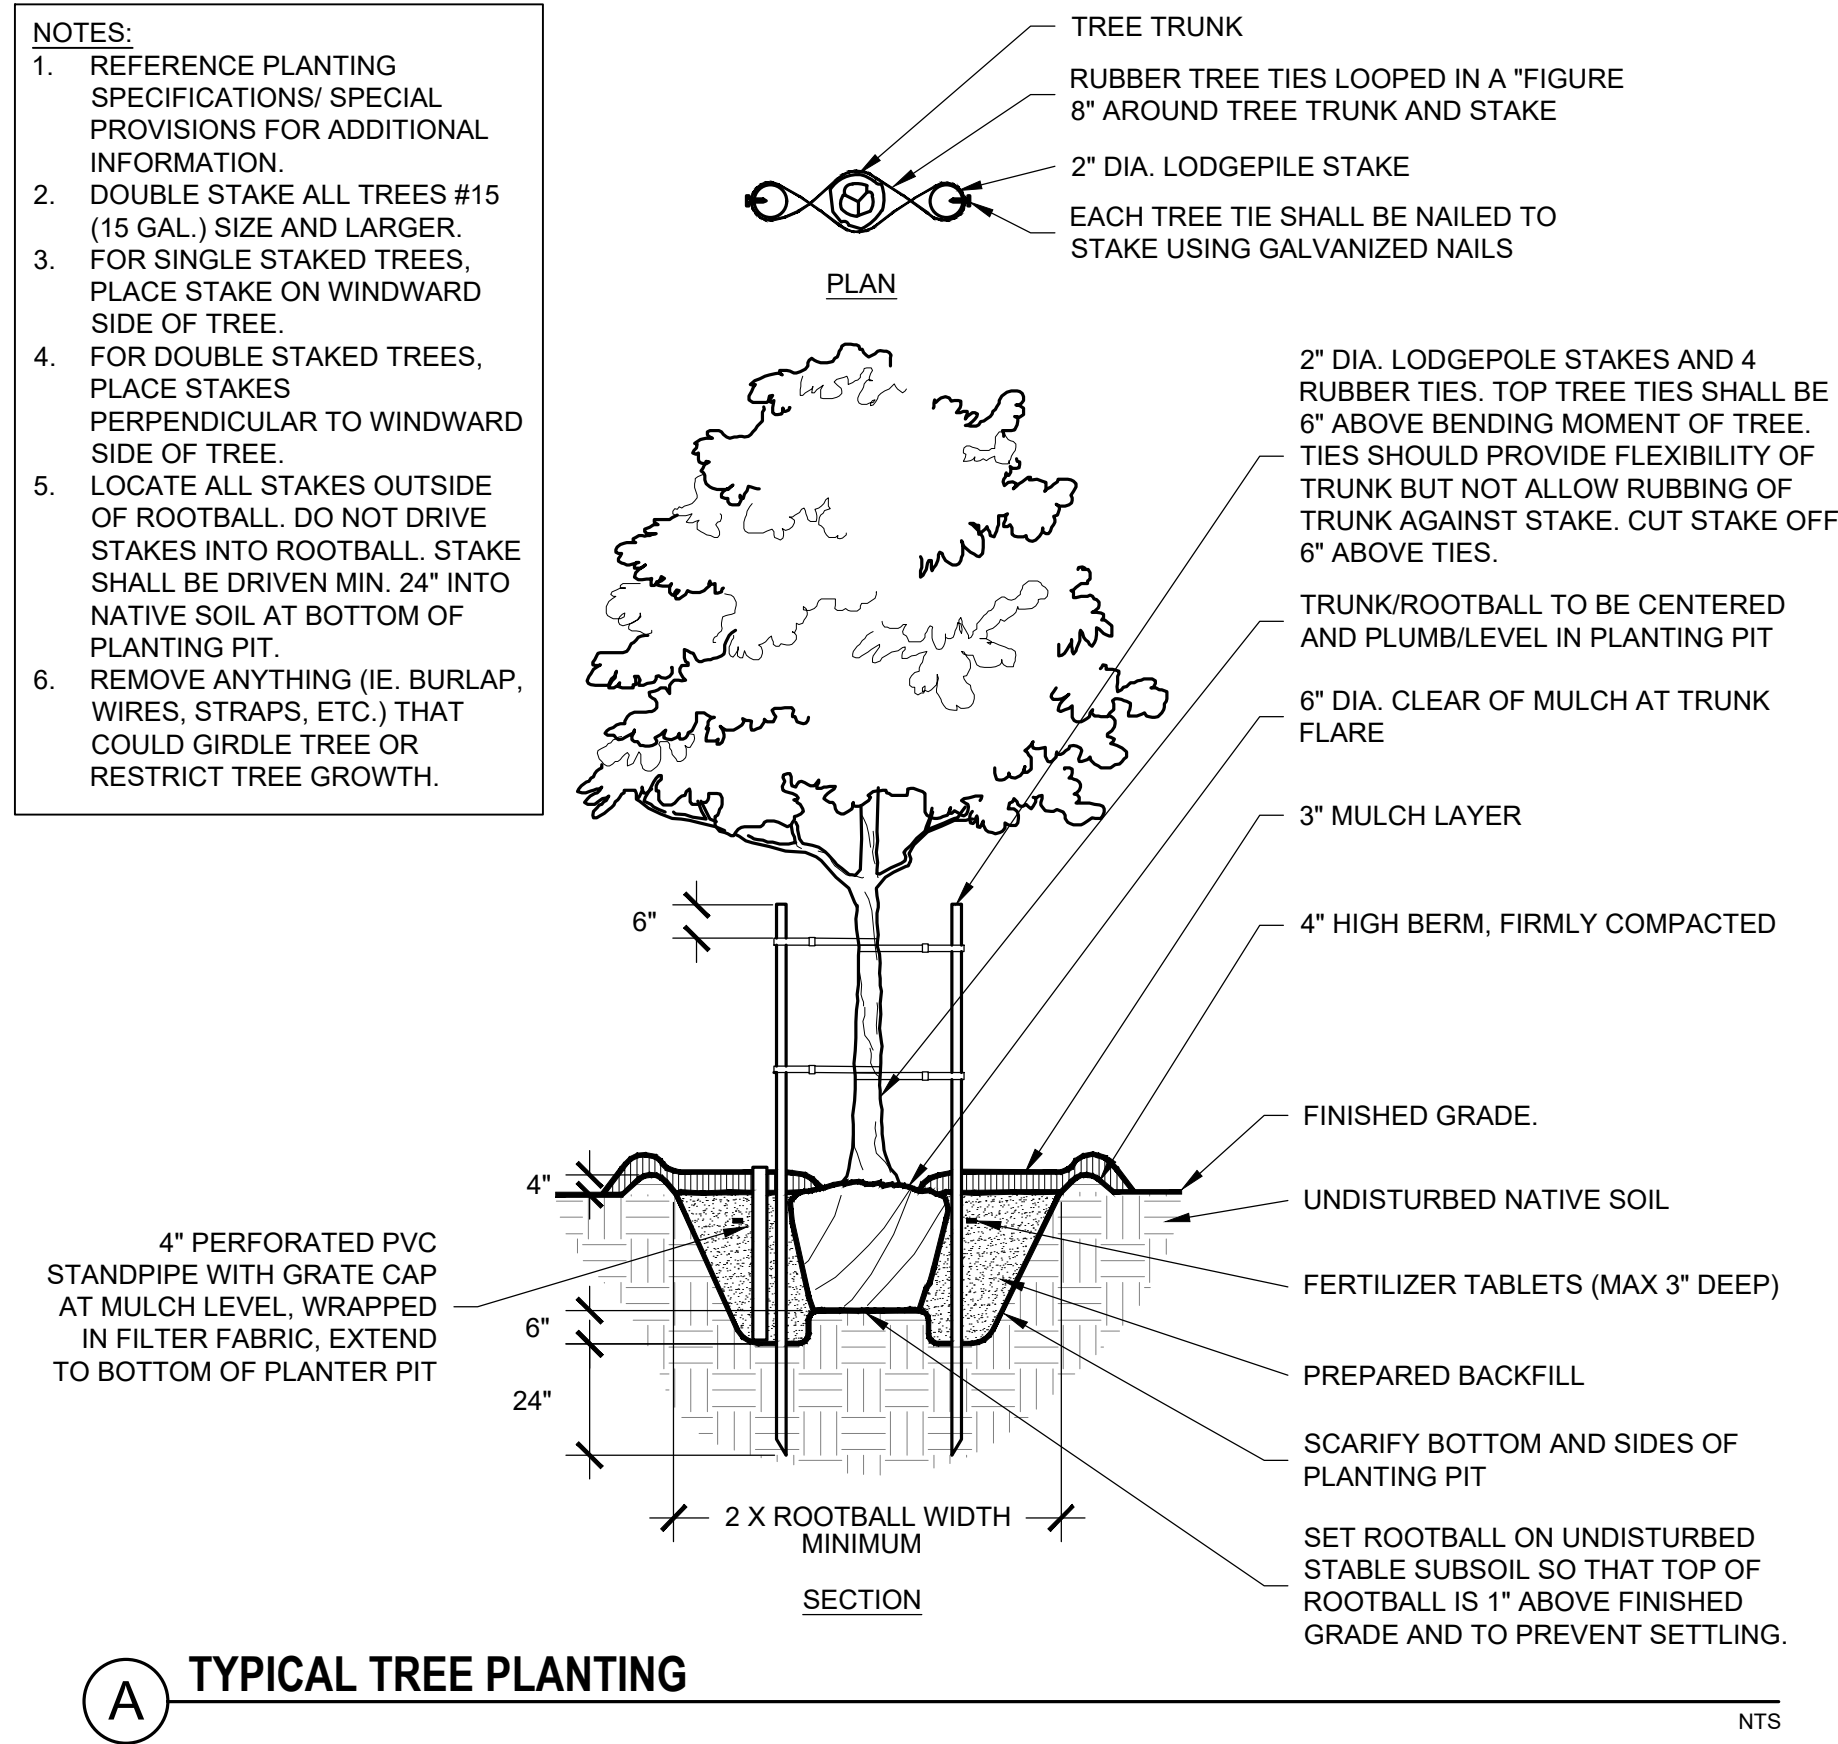 NOTES:
1. REFERENCE PLANTING
SPECIFICATIONS/ SPECIAL
PROVISIONS FOR ADDITIONAL
INFORMATION.
2. DOUBLE STAKE ALL TREES #15
(15 GAL.) SIZE AND LARGER.
3. FOR SINGLE STAKED TREES,
PLACE STAKE ON WINDWARD
SIDE OF TREE.
4. FOR DOUBLE STAKED TREES,
PLACE STAKES
PERPENDICULAR TO WINDWARD
SIDE OF TREE.
5. LOCATE ALL STAKES OUTSIDE
OF ROOTBALL. DO NOT DRIVE
STAKES INTO ROOTBALL. STAKE
SHALL BE DRIVEN MIN. 24" INTO
NATIVE SOIL AT BOTTOM OF
PLANTING PIT.
6. REMOVE ANYTHING (IE. BURLAP,
WIRES, STRAPS, ETC.) THAT
COULD GIRDLE TREE OR
RESTRICT TREE GROWTH.
TREE TRUNK
RUBBER TREE TIES LOOPED IN A "FIGURE
8" AROUND TREE TRUNK AND STAKE
2" DIA. LODGEPILE STAKE
EACH TREE TIE SHALL BE NAILED TO
STAKE USING GALVANIZED NAILS
PLAN
2" DIA. LODGEPOLE STAKES AND 4
RUBBER TIES. TOP TREE TIES SHALL BE
6" ABOVE BENDING MOMENT OF TREE.
TIES SHOULD PROVIDE FLEXIBILITY OF
TRUNK BUT NOT ALLOW RUBBING OF
TRUNK AGAINST STAKE. CUT STAKE OFF
6" ABOVE TIES.
TRUNK/ROOTBALL TO BE CENTERED
AND PLUMB/LEVEL IN PLANTING PIT
6" DIA. CLEAR OF MULCH AT TRUNK
FLARE
3" MULCH LAYER
4" HIGH BERM, FIRMLY COMPACTED
FINISHED GRADE.
UNDISTURBED NATIVE SOIL
FERTILIZER TABLETS (MAX 3" DEEP)
PREPARED BACKFILL
SCARIFY BOTTOM AND SIDES OF
PLANTING PIT
SET ROOTBALL ON UNDISTURBED
STABLE SUBSOIL SO THAT TOP OF
ROOTBALL IS 1" ABOVE FINISHED
GRADE AND TO PREVENT SETTLING.
6"
4"
4" PERFORATED PVC
STANDPIPE WITH GRATE CAP
AT MULCH LEVEL, WRAPPED
IN FILTER FABRIC, EXTEND
TO BOTTOM OF PLANTER PIT
6"
24"
2 X ROOTBALL WIDTH
MINIMUM
SECTION
A TYPICAL TREE PLANTING
NTS